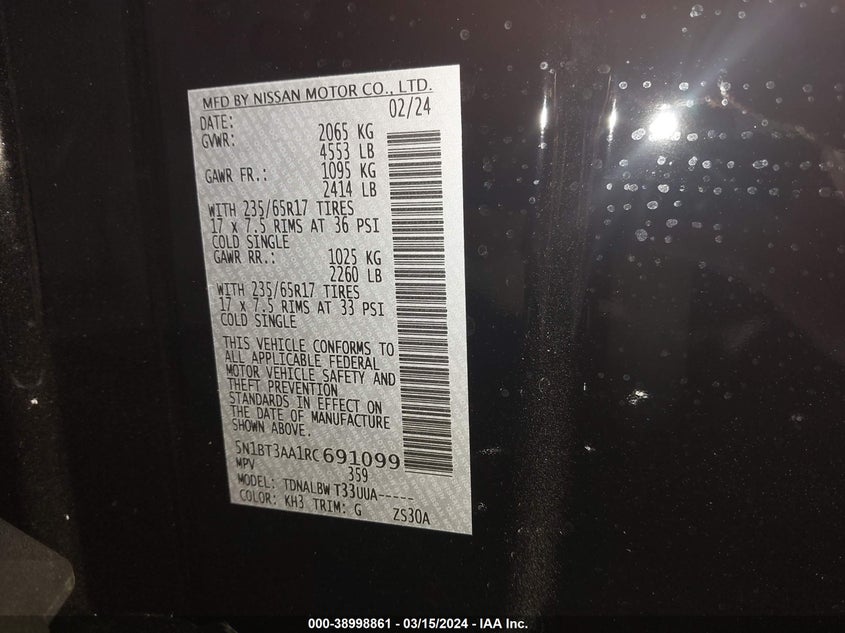 MFD BY NISSAN MOTOR CO., LTD.
DATE: 02/24
GVWR: 2065 KG
4553 LB
GAWR FR.: 1095 KG
2414 LB
WITH 235/65R17 TIRES
17 x 7.5 RIMS AT 36 PSI
COLD SINGLE
GAWR RR.: 1025 KG
2260 LB
WITH 235/65R17 TIRES
17 x 7.5 RIMS AT 33 PSI
COLD SINGLE
THIS VEHICLE CONFORMS TO
ALL APPLICABLE FEDERAL
MOTOR VEHICLE SAFETY AND
THEFT PREVENTION
STANDARDS IN EFFECT ON
THE DATE OF MANUFACTURE
SHOWN ABOVE.
5N1BT3AA1RC691099
MPV 359
MODEL: TDNALBW T33UUA-----
COLOR: KH3 TRIM: G ZS30A
000-38998861 - 03/15/2024 - IAA Inc.